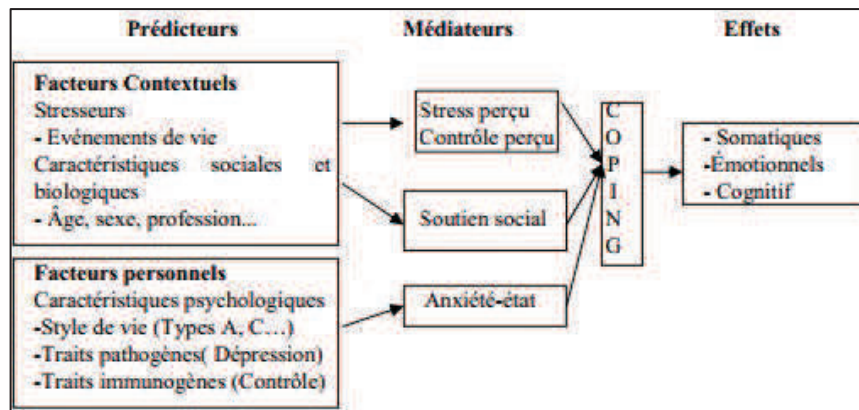 Prédicteurs Médiateurs Effets
Facteurs Contextuels
Stresseurs
- Evénements de vie
Caractéristiques sociales et
biologiques
- Âge, sexe, profession...
Facteurs personnels
Caractéristiques psychologiques
-Style de vie (Types A, C…)
-Traits pathogènes( Dépression)
-Traits immunogènes (Contrôle)
Stress perçu
Contrôle perçu
Soutien social
Anxiété-état
C
O
P
I
N
G
- Somatiques
-Émotionnels
- Cognitif